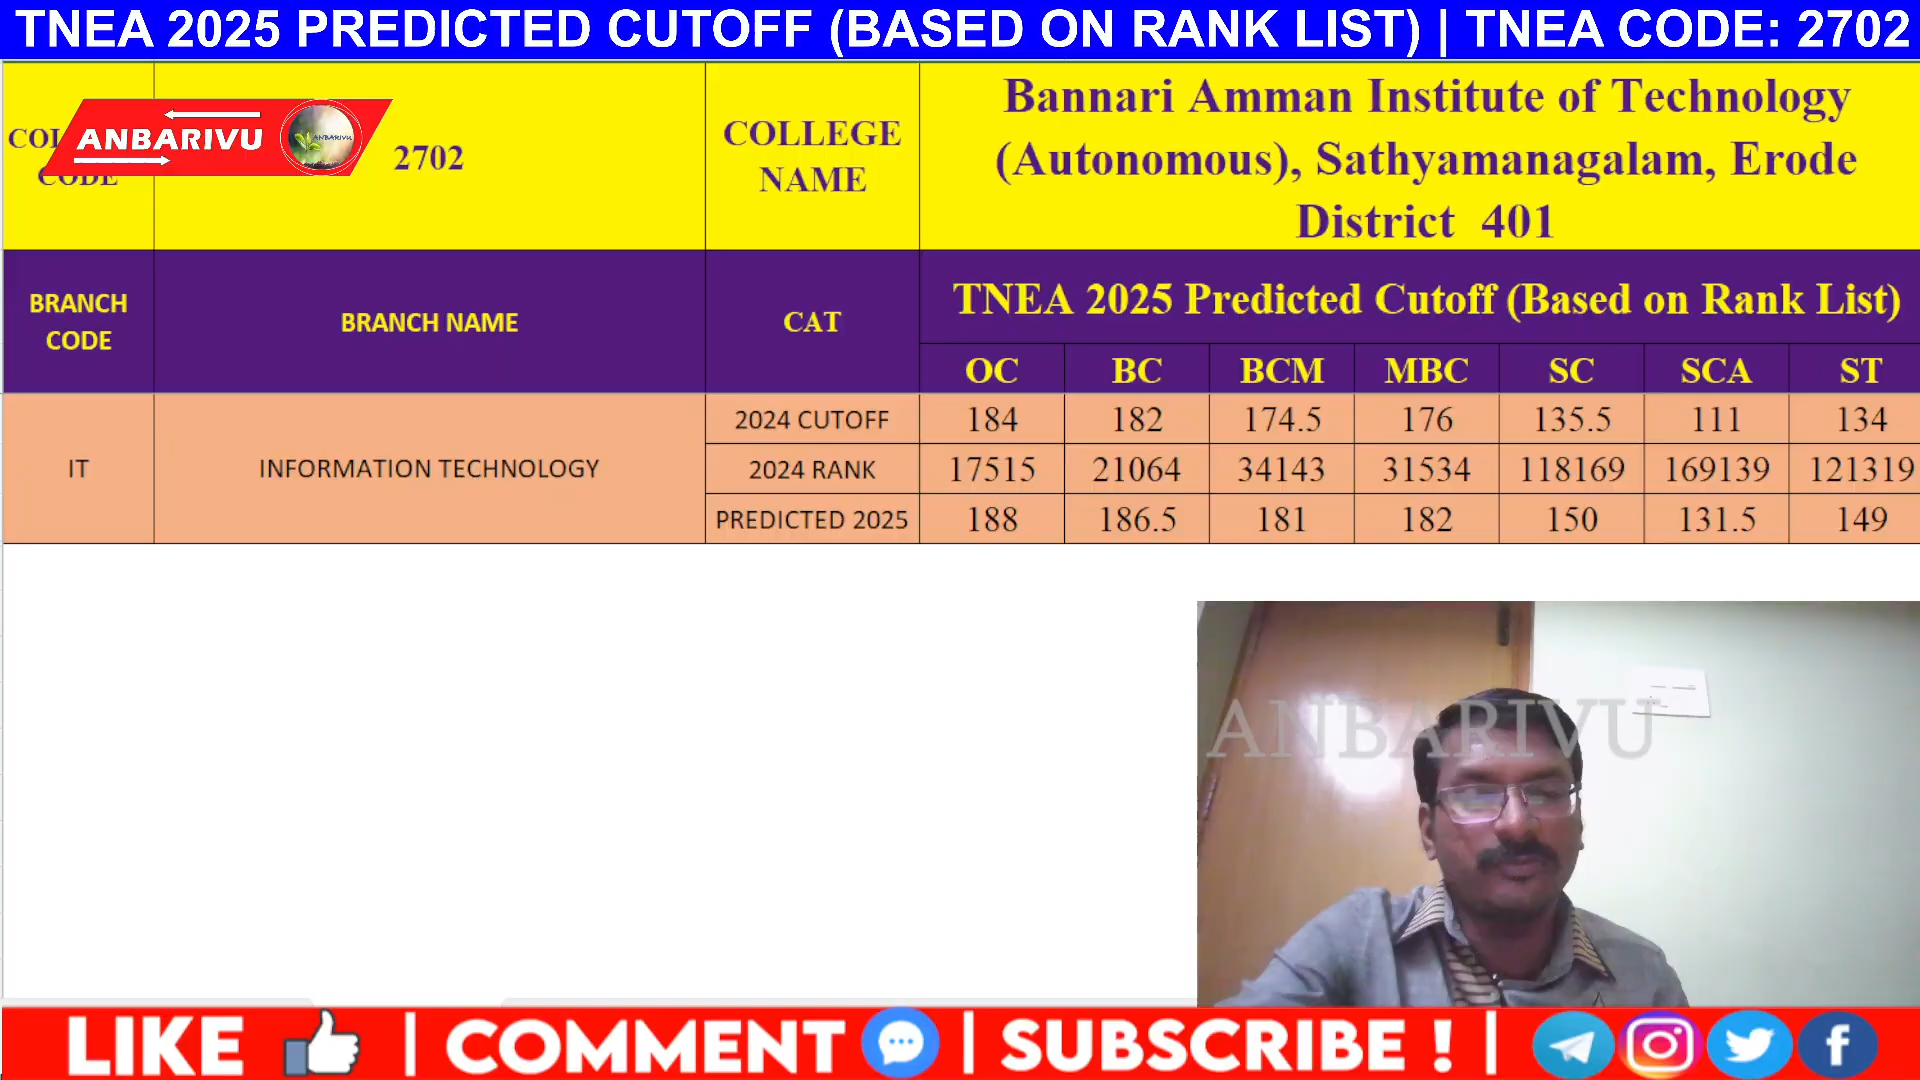 TNEA 2025 PREDICTED CUTOFF (BASED ON RANK LIST) | TNEA CODE: 2702
ANBARIVU
ANBARIVU
CODE
2702
COLLEGE
NAME
Bannari Amman Institute of Technology
(Autonomous), Sathyamanagalam, Erode
District 401
BRANCH
CODE
BRANCH NAME
CAT
TNEA 2025 Predicted Cutoff (Based on Rank List)
OC BC BCM MBC SC SCA ST
IT
INFORMATION TECHNOLOGY
2024 CUTOFF 184 182 174.5 176 135.5 111 134
2024 RANK 17515 21064 34143 31534 118169 169139 121319
PREDICTED 2025 188 186.5 181 182 150 131.5 149
ANBARIVU
LIKE | COMMENT | SUBSCRIBE ! |